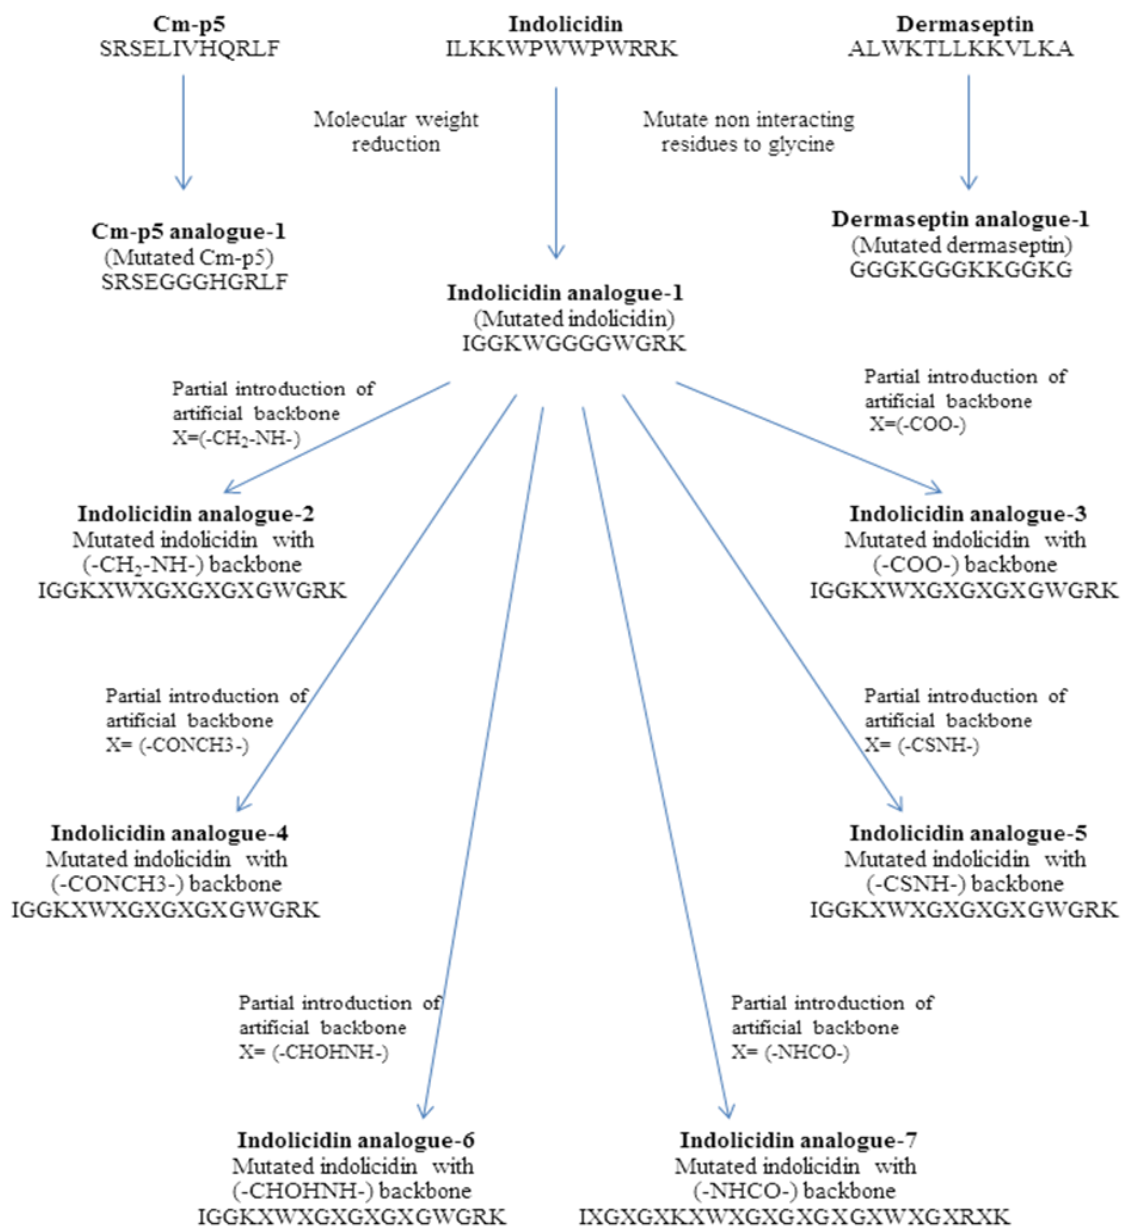 Cm-p5
SRSELIVHQRLF
Indolicidin
ILKKWPWWPWRRK
Dermaseptin
ALWKTLLKKVLKA
Molecular weight
reduction
Mutate non interacting
residues to glycine
Cm-p5 analogue-1
(Mutated Cm-p5)
SRSEGGGHGRLF
Dermaseptin analogue-1
(Mutated dermaseptin)
GGGKGGGKKGGKG
Indolicidin analogue-1
(Mutated indolicidin)
IGGKWGGGGWGRK
Partial introduction of
artificial backbone
X=(-CH₂-NH-)
Partial introduction of
artificial backbone
X=(-COO-)
Indolicidin analogue-2
Mutated indolicidin with
(-CH₂-NH-) backbone
IGGKXWXGXGXGXGWGRK
Indolicidin analogue-3
Mutated indolicidin with
(-COO-) backbone
IGGKXWXGXGXGXGWGRK
Partial introduction of
artificial backbone
X= (-CONCH3-)
Partial introduction of
artificial backbone
X= (-CSNH-)
Indolicidin analogue-4
Mutated indolicidin with
(-CONCH3-) backbone
IGGKXWXGXGXGXGWGRK
Indolicidin analogue-5
Mutated indolicidin with
(-CSNH-) backbone
IGGKXWXGXGXGXGWGRK
Partial introduction of
artificial backbone
X= (-CHOHNH-)
Partial introduction of
artificial backbone
X= (-NHCO-)
Indolicidin analogue-6
Mutated indolicidin with
(-CHOHNH-) backbone
IGGKXWXGXGXGXGWGRK
Indolicidin analogue-7
Mutated indolicidin with
(-NHCO-) backbone
IXGXGXKXWXGXGXGXGXWXGXRXK